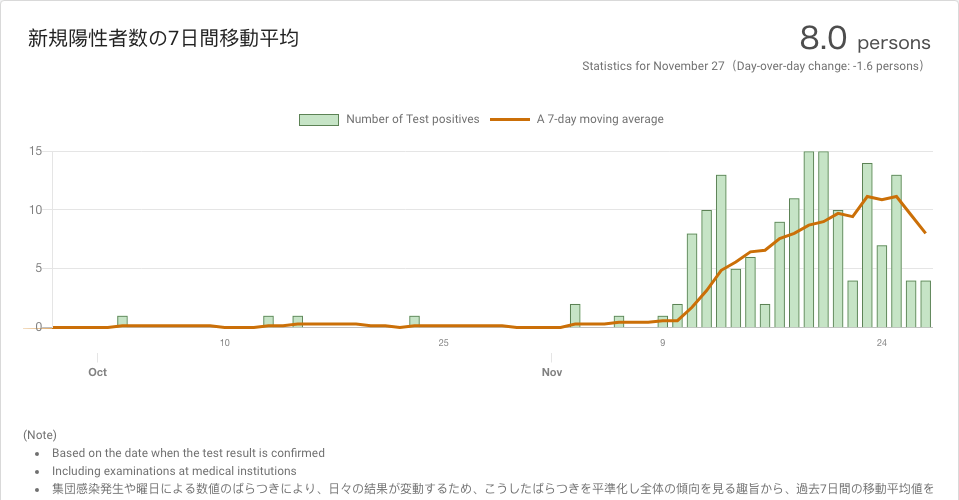 新規陽性者数の7日間移動平均
8.0 persons
Statistics for November 27（Day-over-day change: -1.6 persons）
Number of Test positives
A 7-day moving average
15
10
5
0
10
25
9
24
Oct
Nov
(Note)
Based on the date when the test result is confirmed
Including examinations at medical institutions
集団感染発生や曜日による数値のばらつきにより、日々の結果が変動するため、こうしたばらつきを平準化し全体の傾向を見る趣旨から、過去7日間の移動平均値を